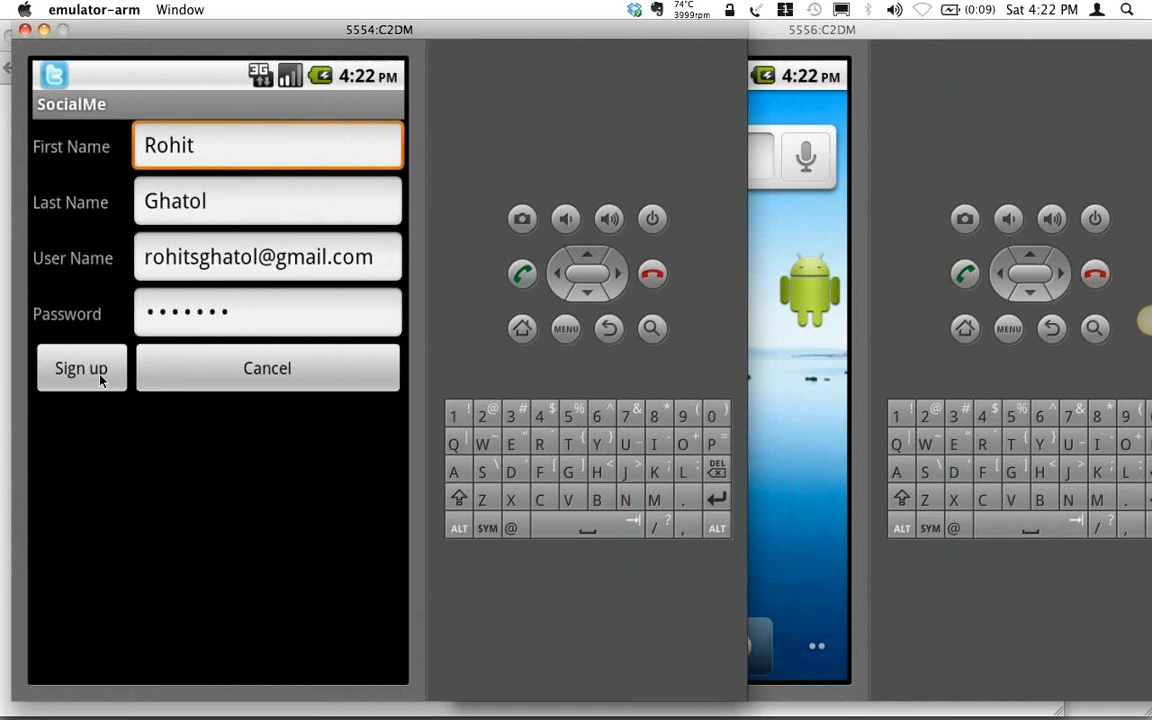 emulator-arm Window
74°C
3999rpm
(0:09) Sat 4:22 PM
5554:C2DM
5556:C2DM
3G 4:22 PM
4:22 PM
SocialMe
First Name Rohit
Last Name Ghatol
User Name rohitsghatol@gmail.com
Password •••••••
Sign up Cancel
MENU
MENU
1 ! 2 @ 3 # 4 $ 5 % 6 ^ 7 & 8 * 9 ( 0 )
Q | W ~ E " R ` T { Y } U - I - O + P =
A S \ D ' F [ G ] H < J > K ; L : DEL
Z X C V B N M .
ALT SYM @ / ? , ALT
1 ! 2 @ 3 # 4 $ 5 % 6 ^ 7 & 8 * 9 (
Q | W ~ E " R ` T { Y } U - I - O +
A S \ D ' F [ G ] H < J > K ; L :
Z X C V B N M .
ALT SYM @ / ? ,